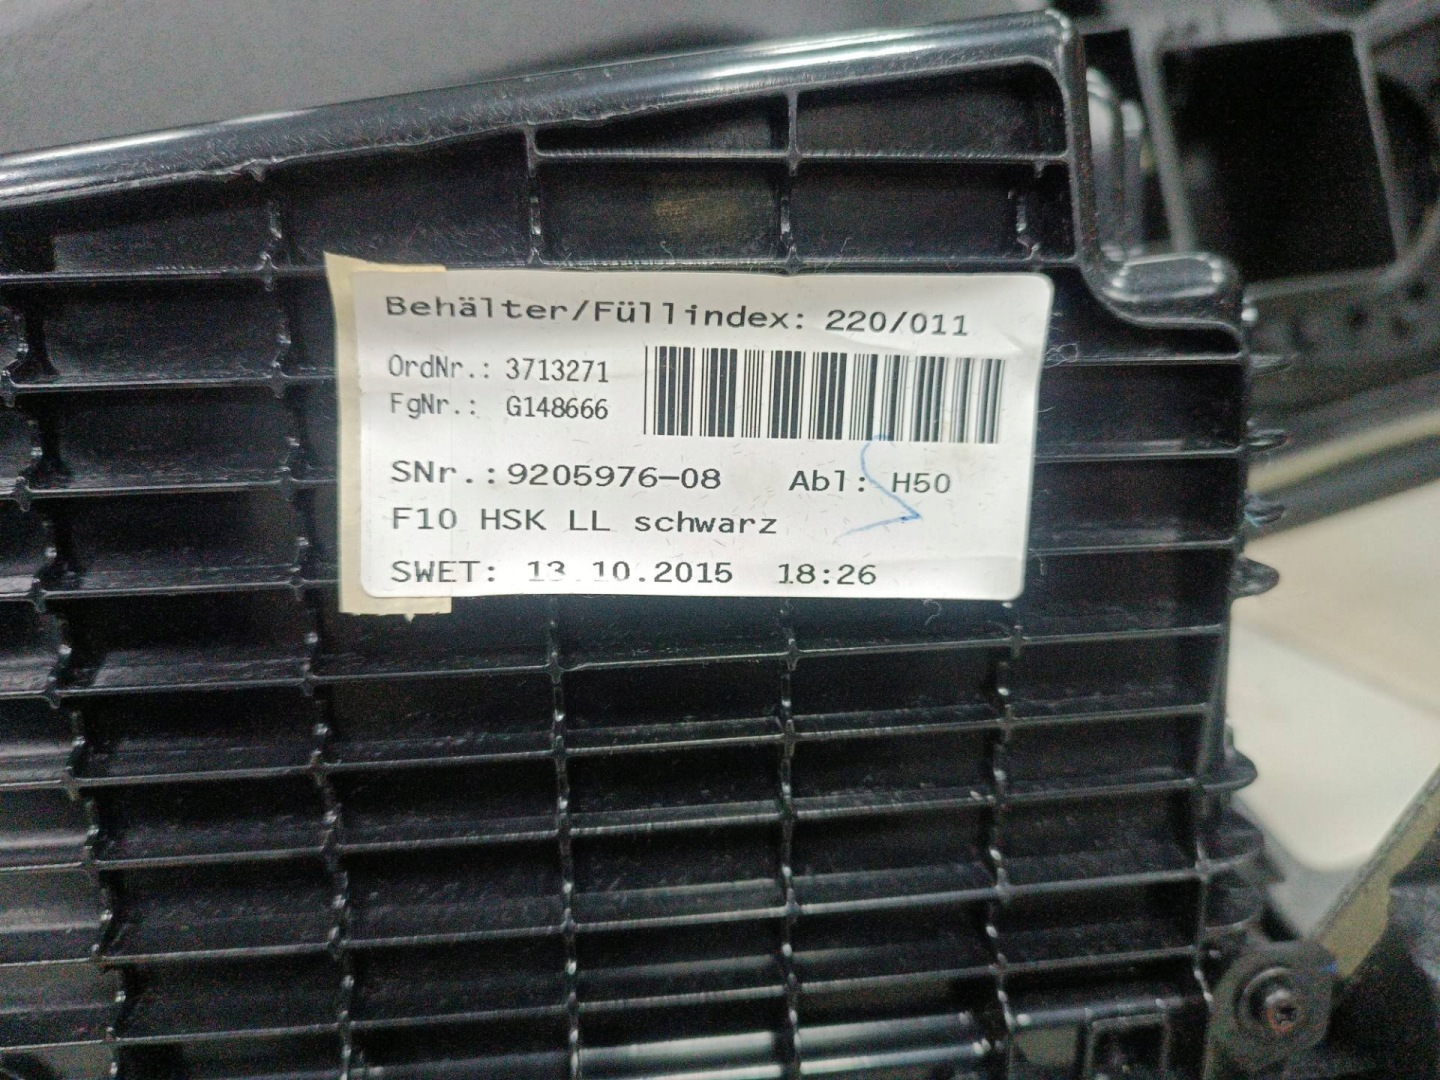 Behälter/Füllindex: 220/011
OrdNr.: 3713271
FgNr.: G148666
SNr.: 9205976-08 Abl: H50
F10 HSK LL schwarz
SWET: 13.10.2015 18:26